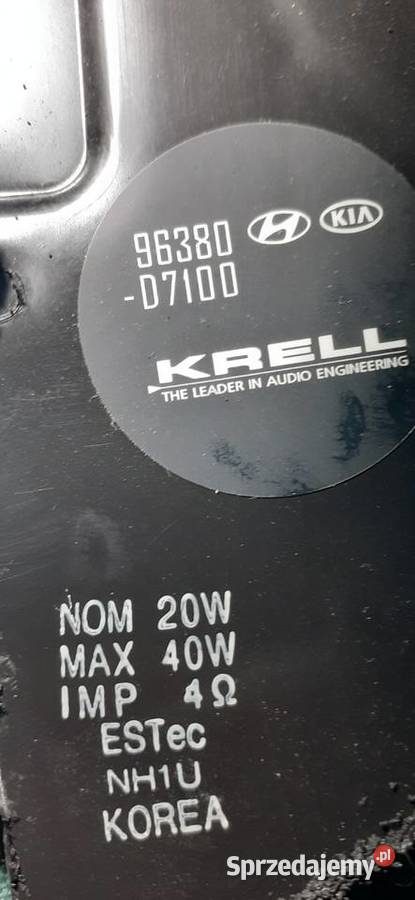 96380
-D7100
KIA
KRELL
THE LEADER IN AUDIO ENGINEERING
NOM 20W
MAX 40W
IMP 4Ω
ESTec
NH1U
KOREA
Sprzedajemy.pl